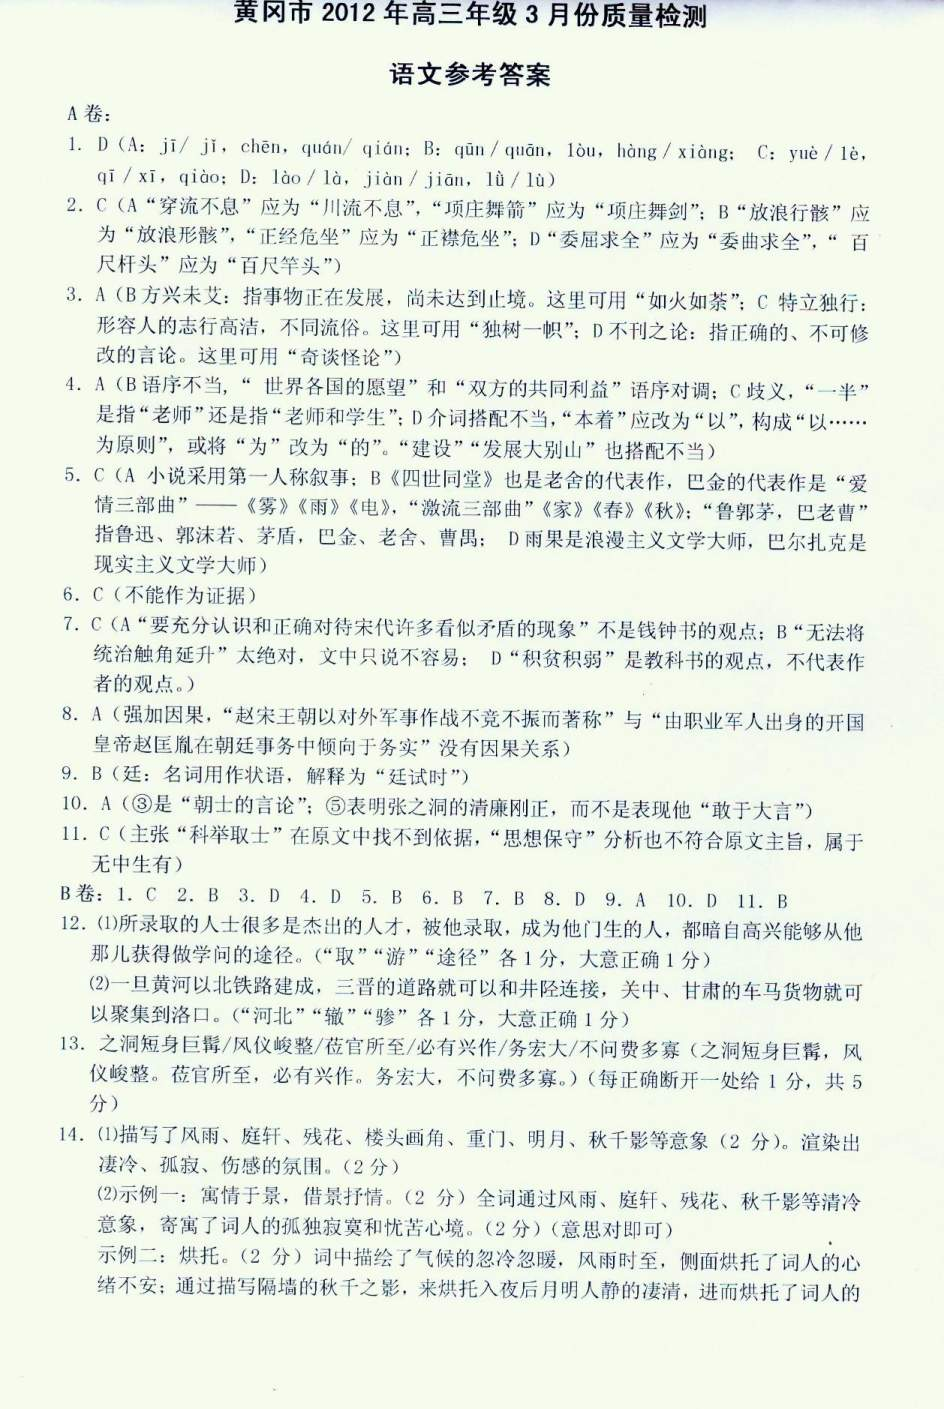 黄冈市 2012 年高三年级 3 月份质量检测
语文参考答案
A 卷：
1. D（A：jī/ jǐ，chēn，quán/ qián；B：qūn / quān，lòu，hàng / xiàng； C：yuè / lè，
qī / xī，qiào；D：lào / là，jiàn / jiān，lǜ / lù）
2. C（A“穿流不息”应为“川流不息”，“项庄舞箭”应为“项庄舞剑”；B“放浪行骸”应
为“放浪形骸”，“正经危坐”应为“正襟危坐”；D“委屈求全”应为“委曲求全”，“ 百
尺杆头”应为“百尺竿头”）
3. A（B 方兴未艾：指事物正在发展，尚未达到止境。这里可用“如火如荼”；C 特立独行：
形容人的志行高洁，不同流俗。这里可用“独树一帜”；D 不刊之论：指正确的、不可修
改的言论。这里可用“奇谈怪论”）
4. A（B 语序不当，“ 世界各国的愿望”和“双方的共同利益”语序对调；C 歧义，“一半”
是指“老师”还是指“老师和学生”；D 介词搭配不当，“本着”应改为“以”，构成“以……
为原则”，或将“为”改为“的”。“建设”“发展大别山”也搭配不当）
5. C（A 小说采用第一人称叙事；B《四世同堂》也是老舍的代表作，巴金的代表作是“爱
情三部曲”——《雾》《雨》《电》，“激流三部曲”《家》《春》《秋》；“鲁郭茅，巴老曹”
指鲁迅、郭沫若、茅盾，巴金、老舍、曹禺； D 雨果是浪漫主义文学大师，巴尔扎克是
现实主义文学大师）
6. C（不能作为证据）
7. C（A“要充分认识和正确对待宋代许多看似矛盾的现象”不是钱钟书的观点；B“无法将
统治触角延升”太绝对，文中只说不容易； D“积贫积弱”是教科书的观点，不代表作
者的观点。）
8. A（强加因果，“赵宋王朝以对外军事作战不竞不振而著称”与“由职业军人出身的开国
皇帝赵匡胤在朝廷事务中倾向于务实”没有因果关系）
9. B（廷：名词用作状语，解释为“廷试时”）
10. A（③是“朝士的言论”；⑤表明张之洞的清廉刚正，而不是表现他“敢于大言”）
11. C（主张“科举取士”在原文中找不到依据，“思想保守”分析也不符合原文主旨，属于
无中生有）
B 卷：1. C 2. B 3. D 4. D 5. B 6. B 7. B 8. D 9. A 10. D 11. B
12. ⑴所录取的人士很多是杰出的人才，被他录取，成为他门生的人，都暗自高兴能够从他
那儿获得做学问的途径。（“取”“游”“途径”各 1 分，大意正确 1 分）
⑵一旦黄河以北铁路建成，三晋的道路就可以和井陉连接，关中、甘肃的车马货物就可
以聚集到洛口。（“河北”“辙”“骖”各 1 分，大意正确 1 分）
13. 之洞短身巨髯/风仪峻整/莅官所至/必有兴作/务宏大/不问费多寡（之洞短身巨髯，风
仪峻整。莅官所至，必有兴作。务宏大，不问费多寡。）（每正确断开一处给 1 分，共 5
分）
14. ⑴描写了风雨、庭轩、残花、楼头画角、重门、明月、秋千影等意象（2 分）。渲染出
凄冷、孤寂、伤感的氛围。（2 分）
⑵示例一：寓情于景，借景抒情。（2 分）全词通过风雨、庭轩、残花、秋千影等清冷
意象，寄寓了词人的孤独寂寞和忧苦心境。（2 分）（意思对即可）
示例二：烘托。（2 分）词中描绘了气候的忽冷忽暖，风雨时至，侧面烘托了词人的心
绪不安；通过描写隔墙的秋千之影，来烘托入夜后月明人静的凄清，进而烘托了词人的